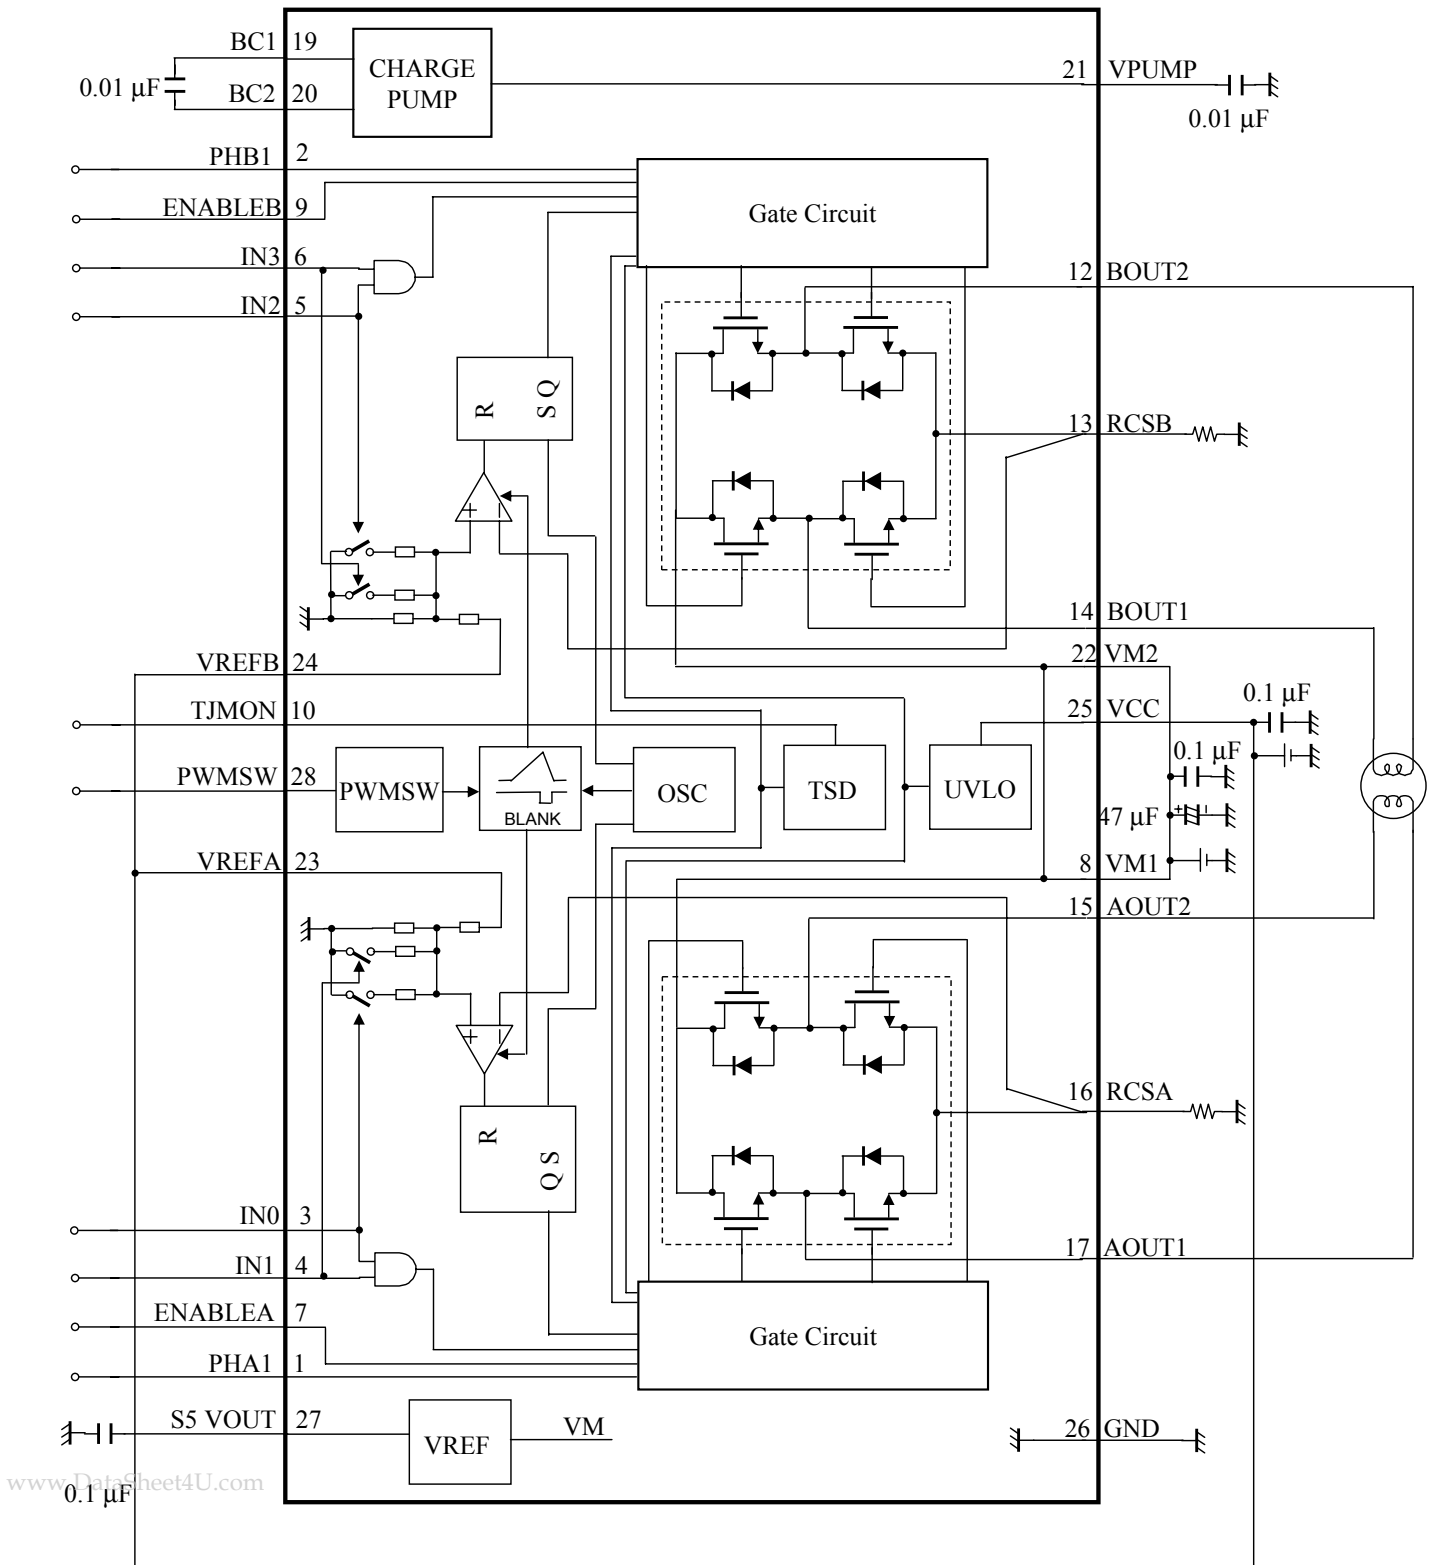 BC1 19
0.01 µF
BC2 20
CHARGE
PUMP
21 VPUMP
0.01 µF
PHB1 2
ENABLEB 9
IN3 6
IN2 5
Gate Circuit
12 BOUT2
R
S Q
13 RCSB
+
−
14 BOUT1
VREFB 24
22 VM2
TJMON 10
25 VCC
0.1 µF
0.1 µF
PWMSW 28
PWMSW
BLANK
OSC
TSD
UVLO
47 µF
+
-
VREFA 23
8 VM1
15 AOUT2
+
−
16 RCSA
R
Q S
IN0 3
IN1 4
17 AOUT1
ENABLEA 7
PHA1 1
Gate Circuit
S5 VOUT 27
VREF
VM
26 GND
www.DataSheet4U.com
0.1 µF